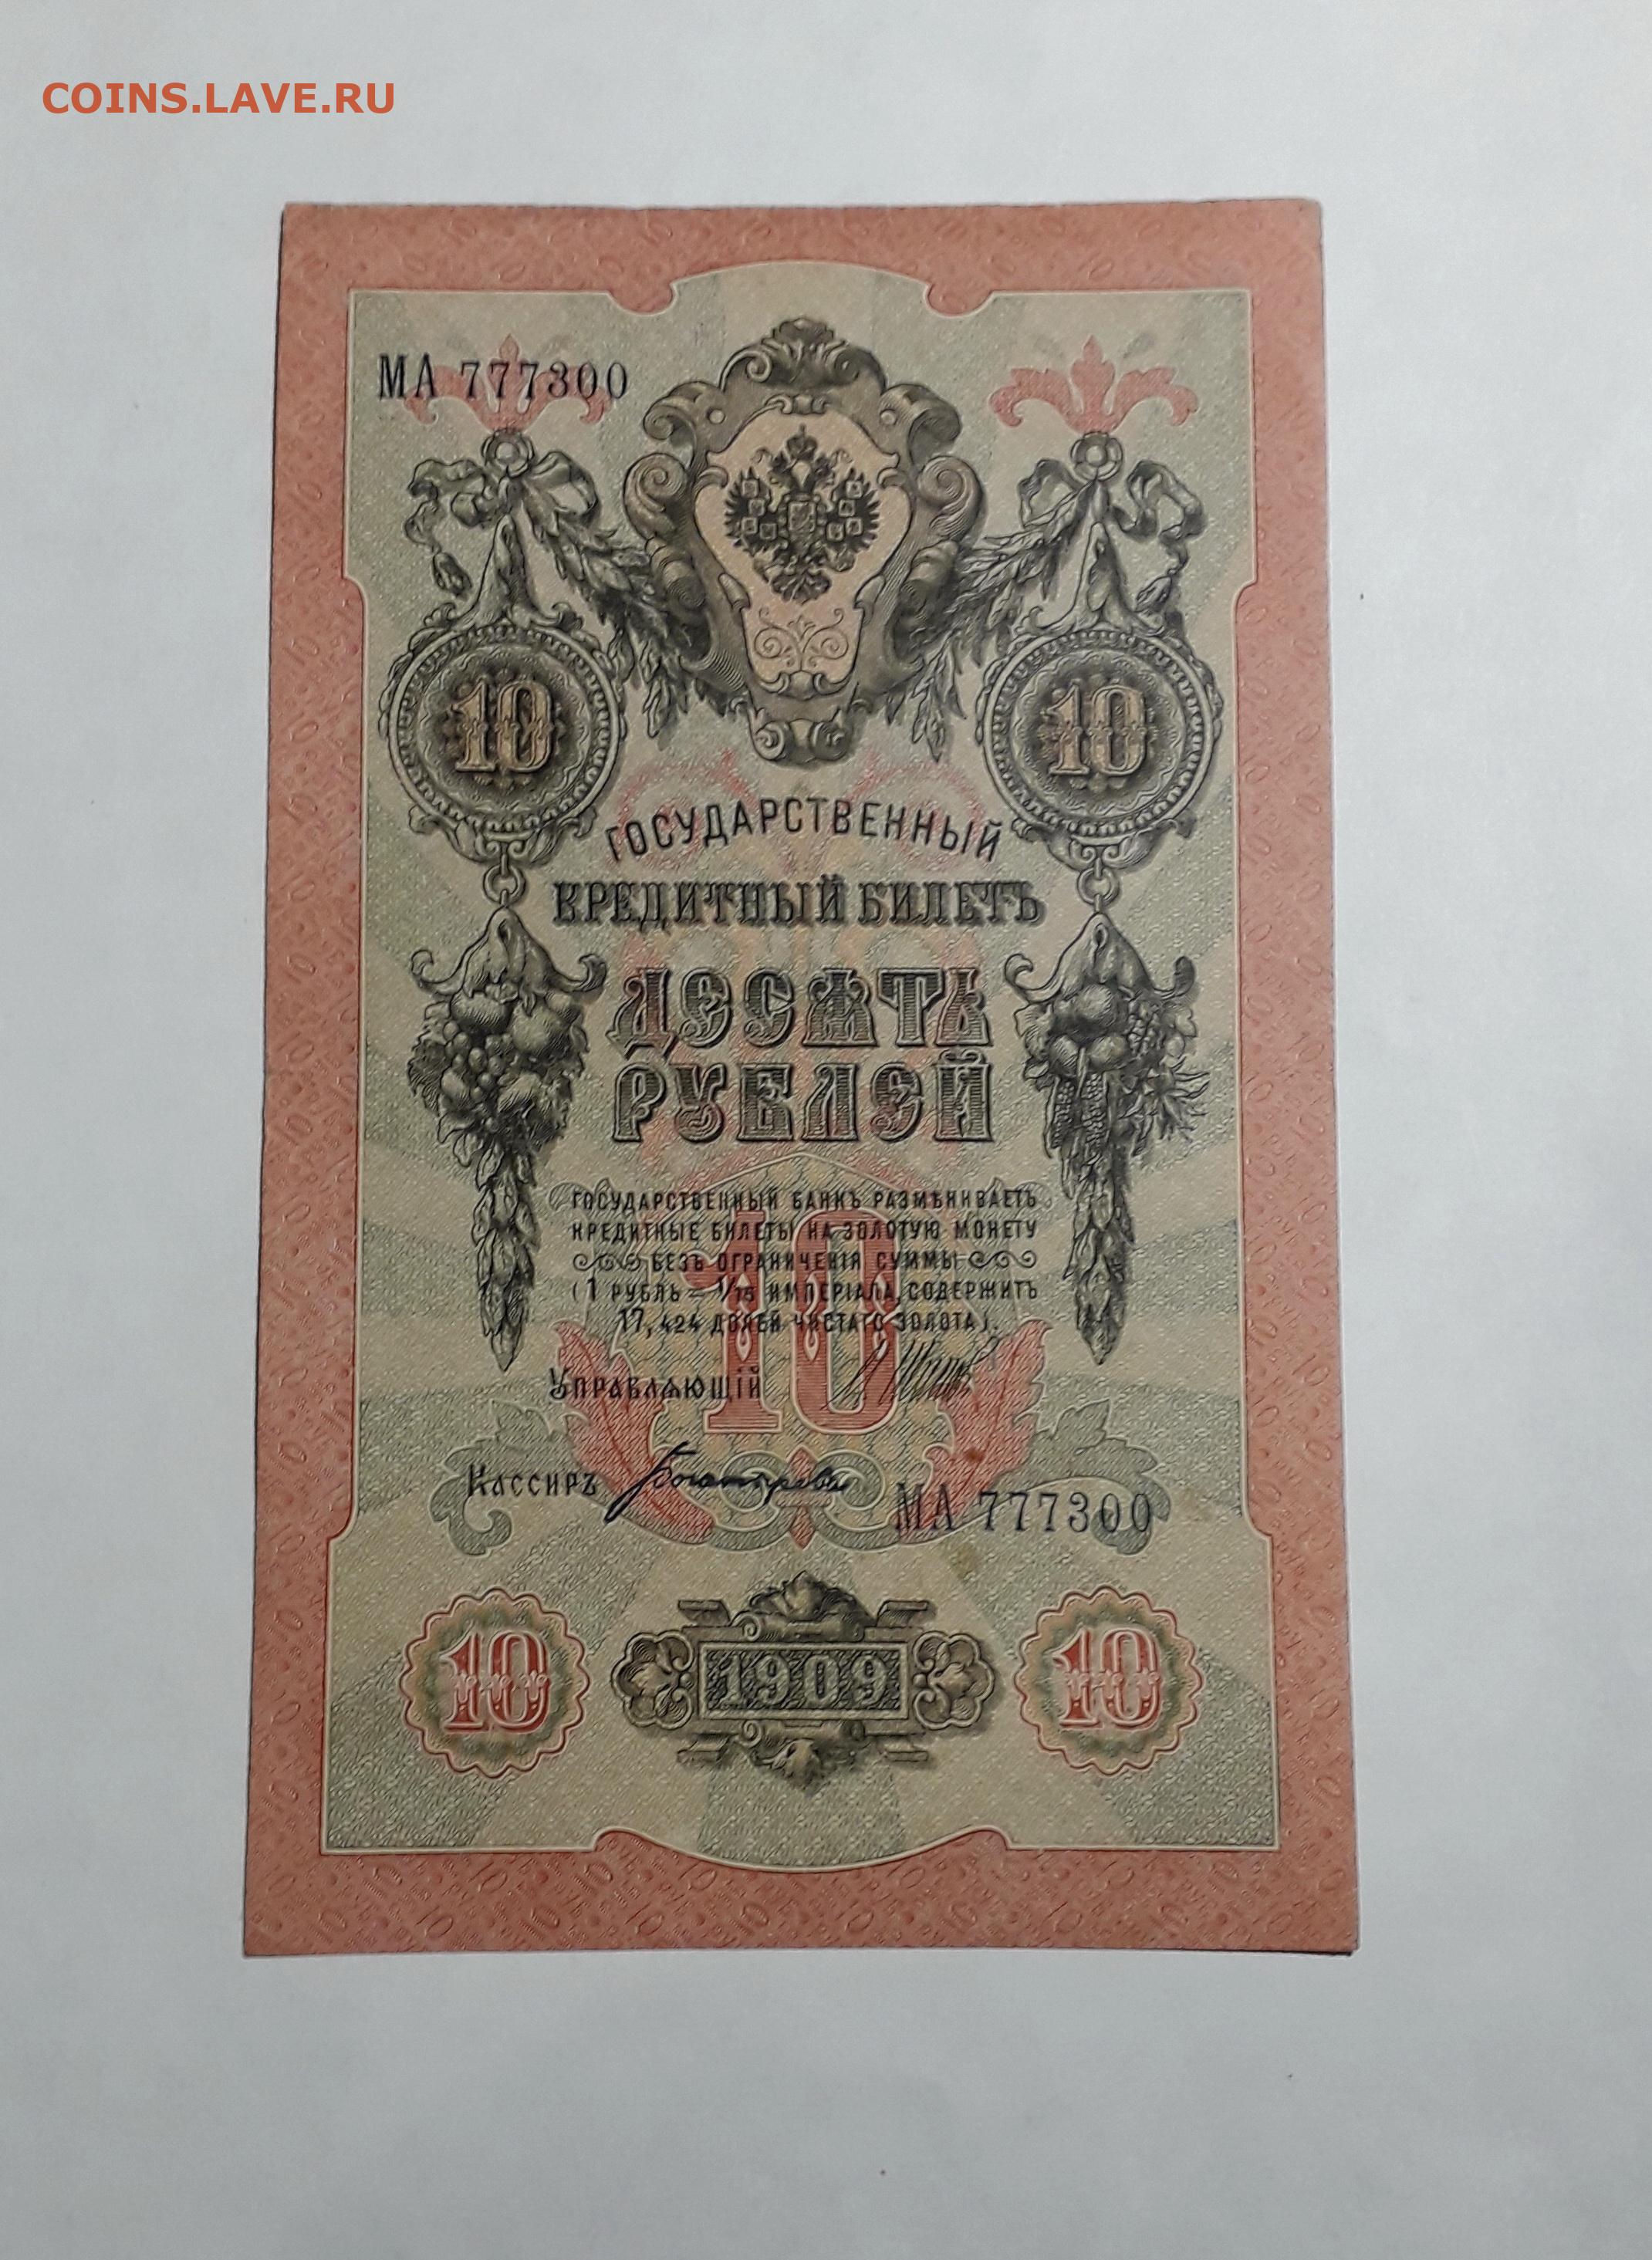 COINS.LAVE.RU
МА 777300
10 10
ГОСУДАРСТВЕННЫЙ
КРЕДИТНЫЙ БИЛЕТЪ
ДЕСЯТЬ
РУБЛЕЙ
ГОСУДАРСТВЕННЫЙ БАНКЪ РАЗМѢНИВАЕТЪ
КРЕДИТНЫЕ БИЛЕТЫ НА ЗОЛОТУЮ МОНЕТУ
БЕЗЪ ОГРАНИЧЕНІЯ СУММЫ
(1 РУБЛЬ = 1/15 ИМПЕРІАЛА, СОДЕРЖИТЪ
17,424 ДОЛЕЙ ЧИСТАГО ЗОЛОТА).
10
УПРАВЛЯЮЩІЙ
КАССИРЪ
МА 777300
10 1909 10